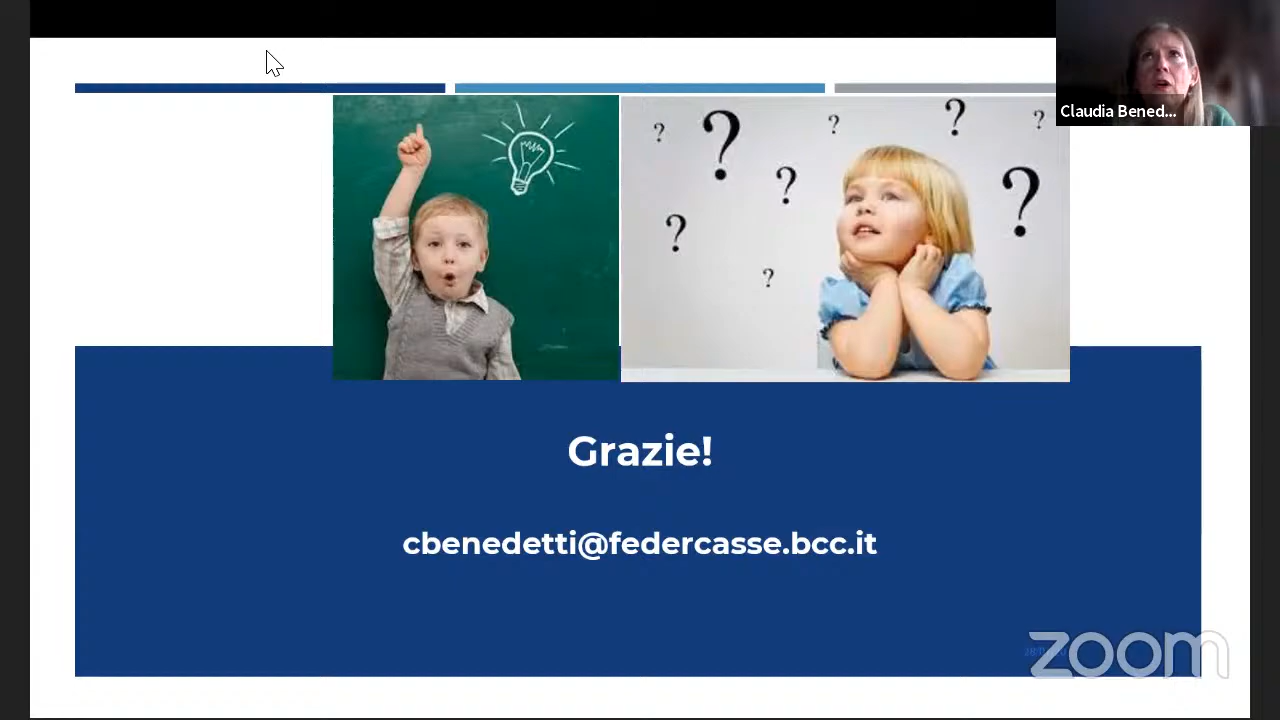 Claudia Bened...
? ? ? ? ? ? ? ? ?
Grazie!
cbenedetti@federcasse.bcc.it
zoom